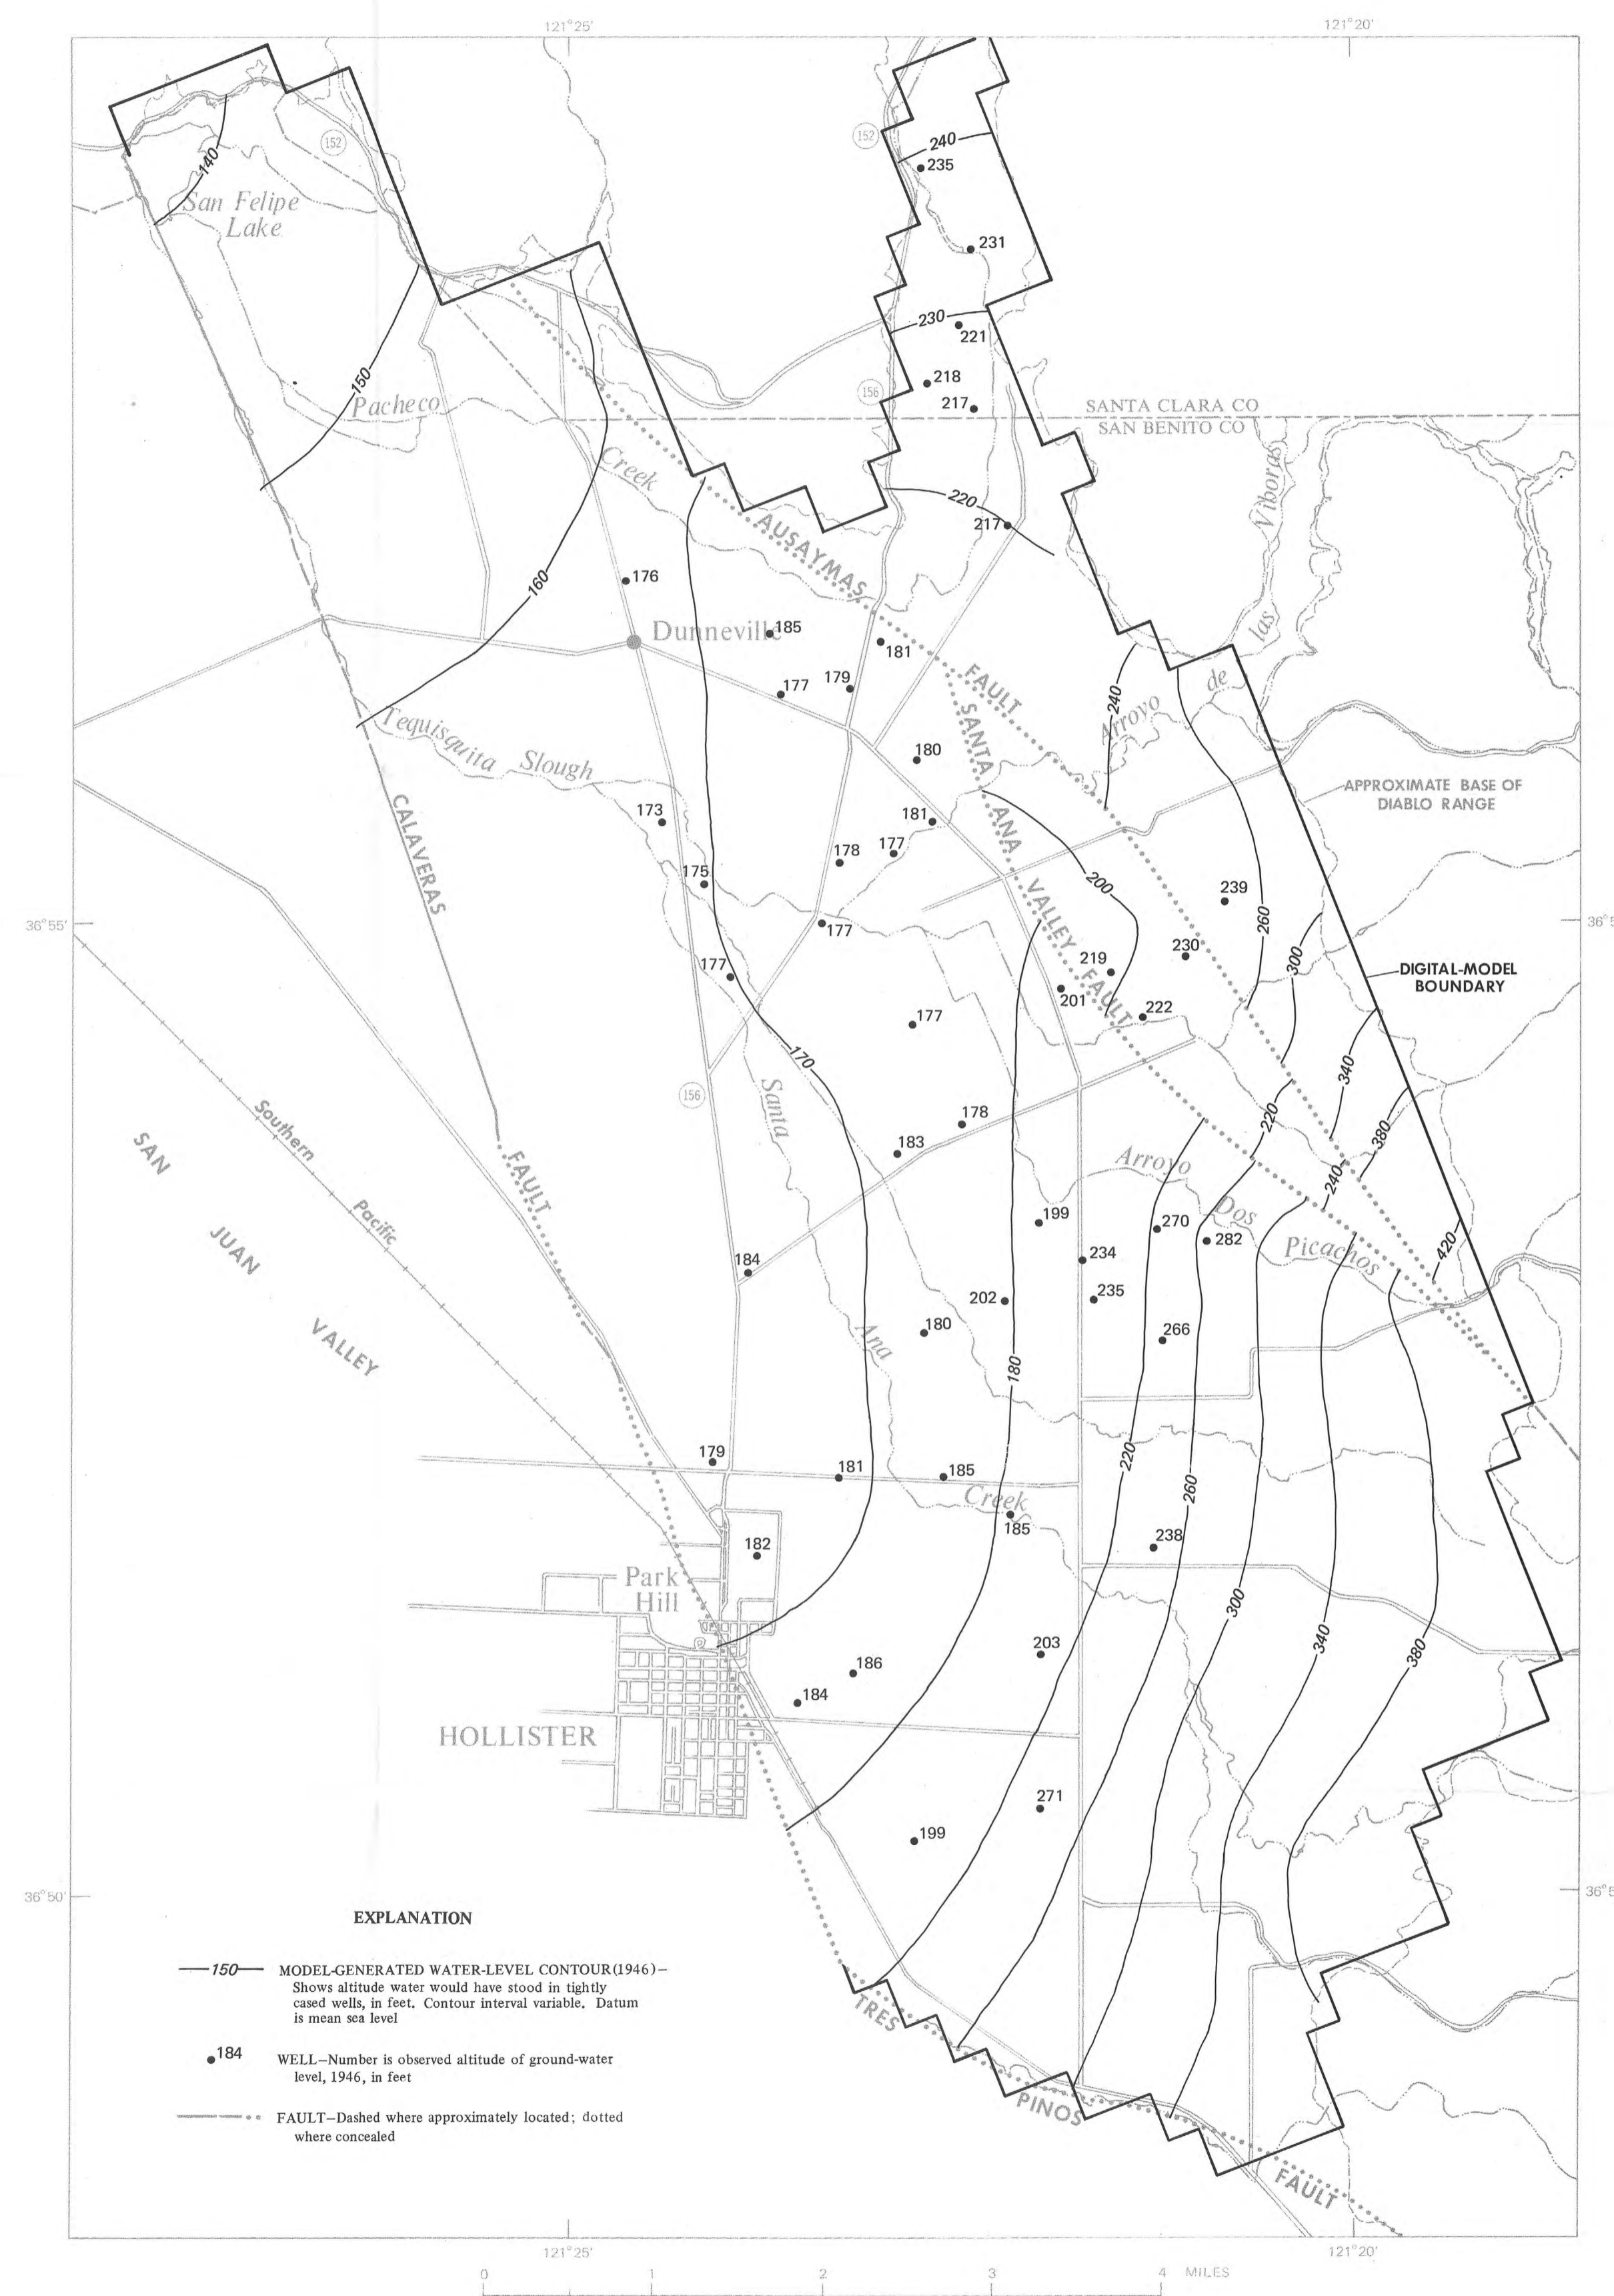 121°25'
121°20'
152
152
240
235
140
San Felipe
Lake
231
230
221
150
218
156
217
Pacheco
SANTA CLARA CO
SAN BENITO CO
Creek
Viboras
220
217
AUSAYMAS
160
176
las
Dunneville
185
181
de
177
179
FAULT
240
Arroyo
SANTA
Tequisquita
Slough
180
APPROXIMATE BASE OF
DIABLO RANGE
CALAVERAS
173
181
ANA
178
177
200
175
239
VALLEY
260
36°55'
177
230
219
300
177
DIGITAL-MODEL
BOUNDARY
201
FAULT
222
177
170
340
156
Santa
220
178
380
Southern
SAN
183
Arroyo
FAULT
240
Pacific
199
270
Dos
282
JUAN
234
Picachos
420
184
235
202
180
Ana
266
VALLEY
180
179
181
185
220
260
Creek
185
182
238
Park
Hill
300
203
340
380
186
184
HOLLISTER
271
199
36°50'
EXPLANATION
150
MODEL-GENERATED WATER-LEVEL CONTOUR(1946)–
Shows altitude water would have stood in tightly
cased wells, in feet. Contour interval variable. Datum
is mean sea level
TRES
184
WELL–Number is observed altitude of ground-water
level, 1946, in feet
PINOS
FAULT–Dashed where approximately located; dotted
where concealed
FAULT
121°25'
121°20'
0 1 2 3 4 MILES